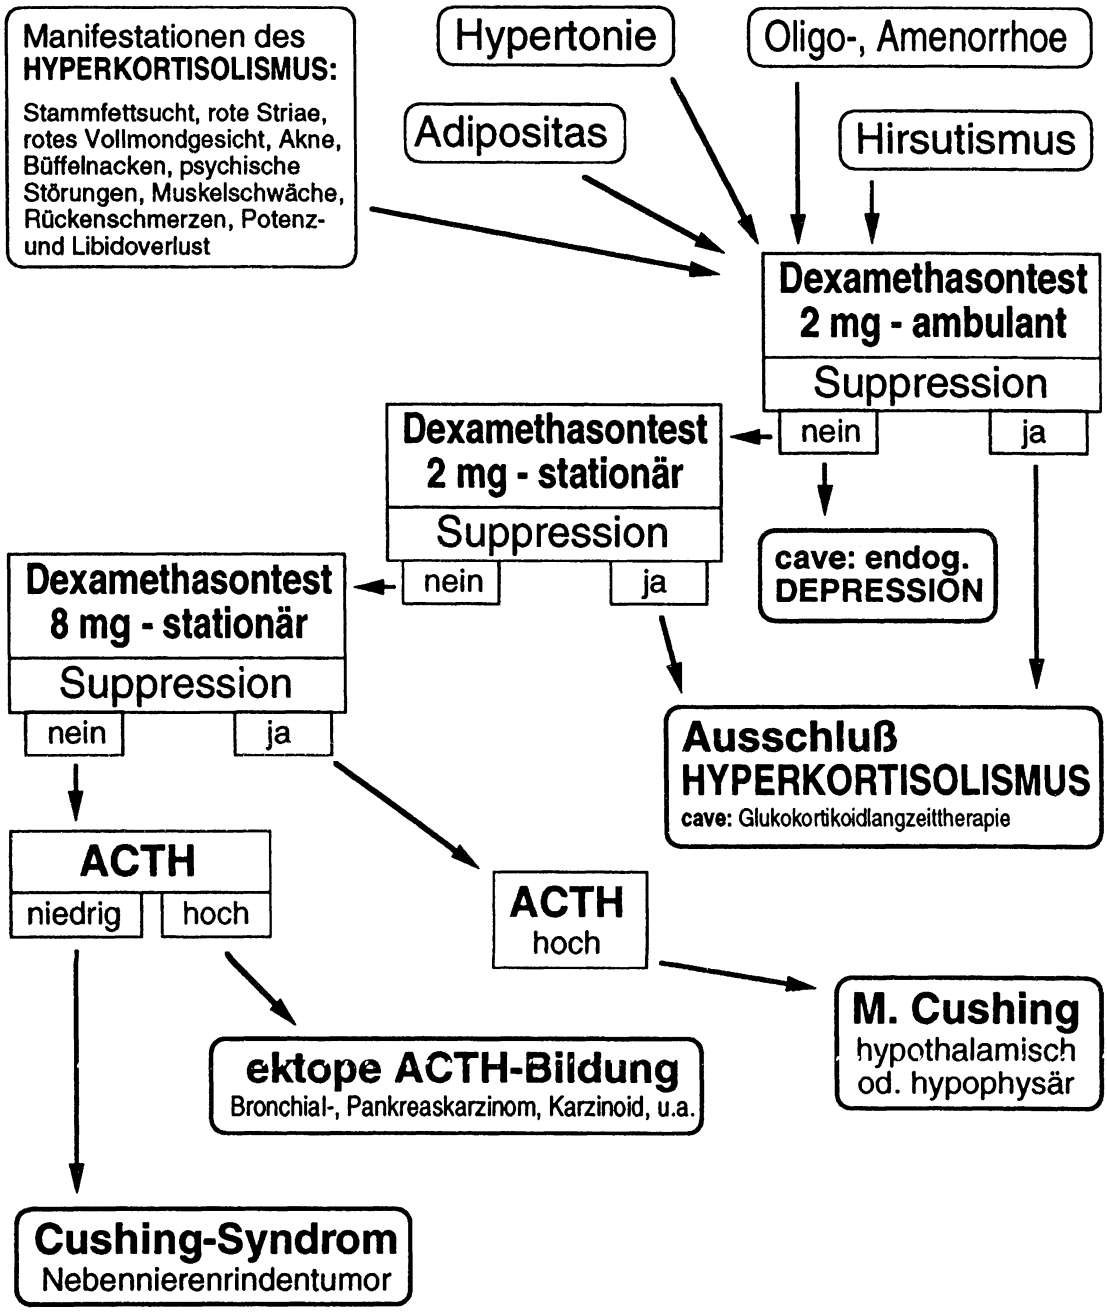 Manifestationen des
HYPERKORTISOLISMUS:
Stammfettsucht, rote Striae,
rotes Vollmondgesicht, Akne,
Büffelnacken, psychische
Störungen, Muskelschwäche,
Rückenschmerzen, Potenz-
und Libidoverlust
Hypertonie
Oligo-, Amenorrhoe
Adipositas
Hirsutismus
Dexamethasontest
2 mg - ambulant
Suppression
nein
ja
Dexamethasontest
2 mg - stationär
Suppression
nein
ja
cave: endog.
DEPRESSION
Dexamethasontest
8 mg - stationär
Suppression
nein
ja
Ausschluß
HYPERKORTISOLISMUS
cave: Glukokortikoidlangzeittherapie
ACTH
niedrig
hoch
ACTH
hoch
M. Cushing
hypothalamisch
od. hypophysär
ektope ACTH-Bildung
Bronchial-, Pankreaskarzinom, Karzinoid, u.a.
Cushing-Syndrom
Nebennierenrindentumor